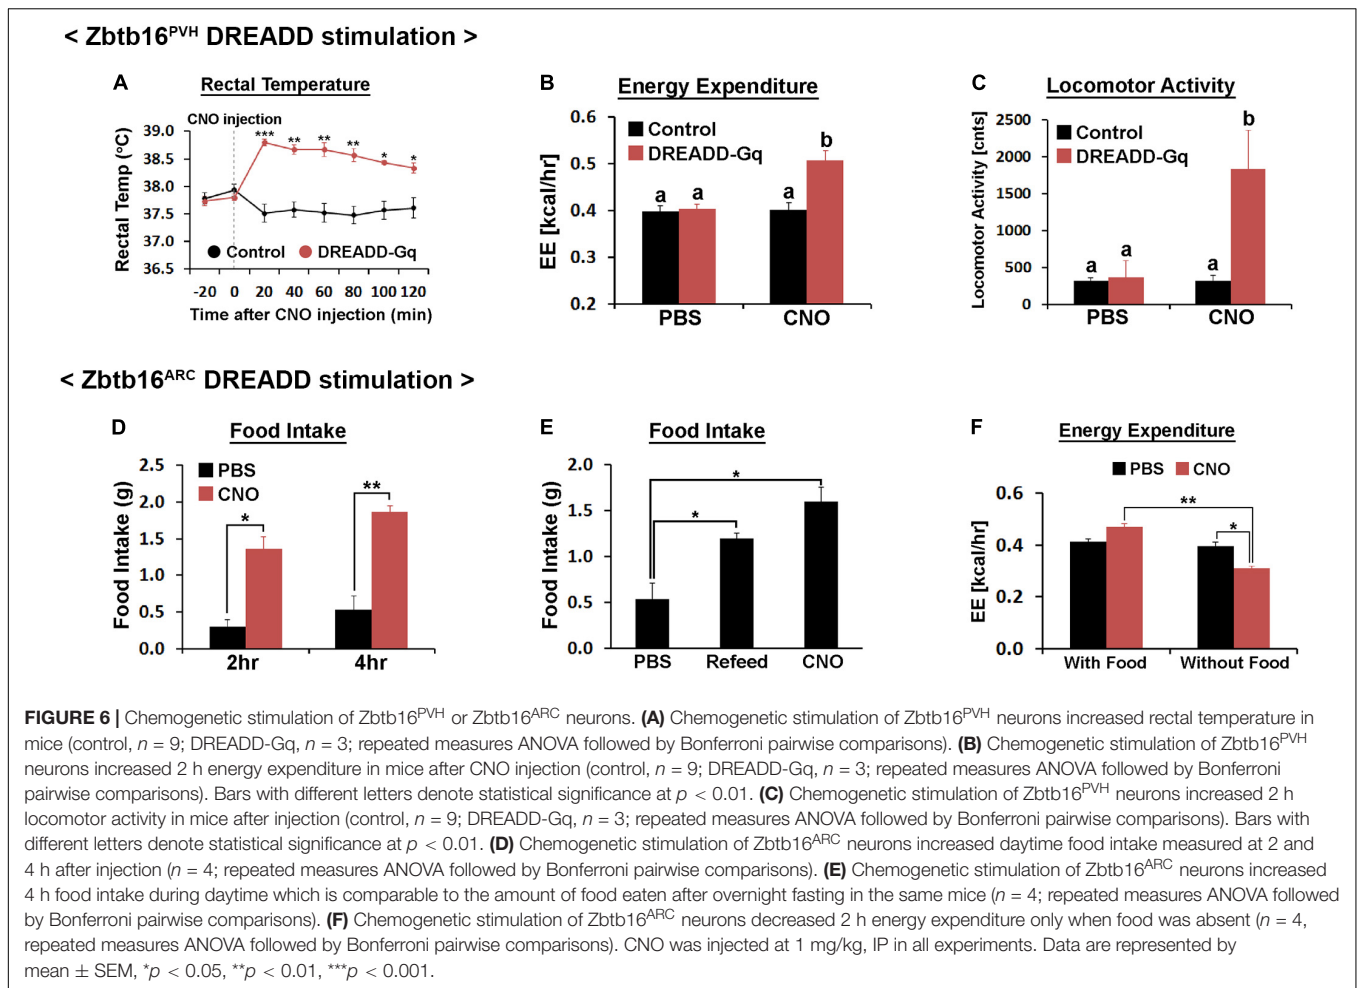 < Zbtb16PVH DREADD stimulation >
A
Rectal Temperature
CNO injection
Rectal Temp (°C)
39.0
38.5
38.0
37.5
37.0
36.5
***
**
**
**
*
*
Control
DREADD-Gq
-20 0 20 40 60 80 100 120
Time after CNO injection (min)
B
Energy Expenditure
EE [kcal/hr]
0.6
0.5
0.4
0.3
0.2
Control
DREADD-Gq
a a a b
PBS CNO
C
Locomotor Activity
Locomotor Activity [cnts]
2500
2000
1500
1000
500
0
Control
DREADD-Gq
a a a b
PBS CNO
< Zbtb16ARC DREADD stimulation >
D
Food Intake
Food Intake (g)
2.5
2.0
1.5
1.0
0.5
0.0
PBS
CNO
*
**
2hr 4hr
E
Food Intake
Food Intake (g)
2.0
1.5
1.0
0.5
0.0
*
*
PBS Refeed CNO
F
Energy Expenditure
PBS CNO
EE [kcal/hr]
0.6
0.4
0.2
0.0
**
*
With Food Without Food
FIGURE 6 | Chemogenetic stimulation of Zbtb16PVH or Zbtb16ARC neurons. (A) Chemogenetic stimulation of Zbtb16PVH neurons increased rectal temperature in
mice (control, n = 9; DREADD-Gq, n = 3; repeated measures ANOVA followed by Bonferroni pairwise comparisons). (B) Chemogenetic stimulation of Zbtb16PVH
neurons increased 2 h energy expenditure in mice after CNO injection (control, n = 9; DREADD-Gq, n = 3; repeated measures ANOVA followed by Bonferroni
pairwise comparisons). Bars with different letters denote statistical significance at p < 0.01. (C) Chemogenetic stimulation of Zbtb16PVH neurons increased 2 h
locomotor activity in mice after injection (control, n = 9; DREADD-Gq, n = 3; repeated measures ANOVA followed by Bonferroni pairwise comparisons). Bars with
different letters denote statistical significance at p < 0.01. (D) Chemogenetic stimulation of Zbtb16ARC neurons increased daytime food intake measured at 2 and
4 h after injection (n = 4; repeated measures ANOVA followed by Bonferroni pairwise comparisons). (E) Chemogenetic stimulation of Zbtb16ARC neurons increased
4 h food intake during daytime which is comparable to the amount of food eaten after overnight fasting in the same mice (n = 4; repeated measures ANOVA followed
by Bonferroni pairwise comparisons). (F) Chemogenetic stimulation of Zbtb16ARC neurons decreased 2 h energy expenditure only when food was absent (n = 4,
repeated measures ANOVA followed by Bonferroni pairwise comparisons). CNO was injected at 1 mg/kg, IP in all experiments. Data are represented by
mean ± SEM, *p < 0.05, **p < 0.01, ***p < 0.001.